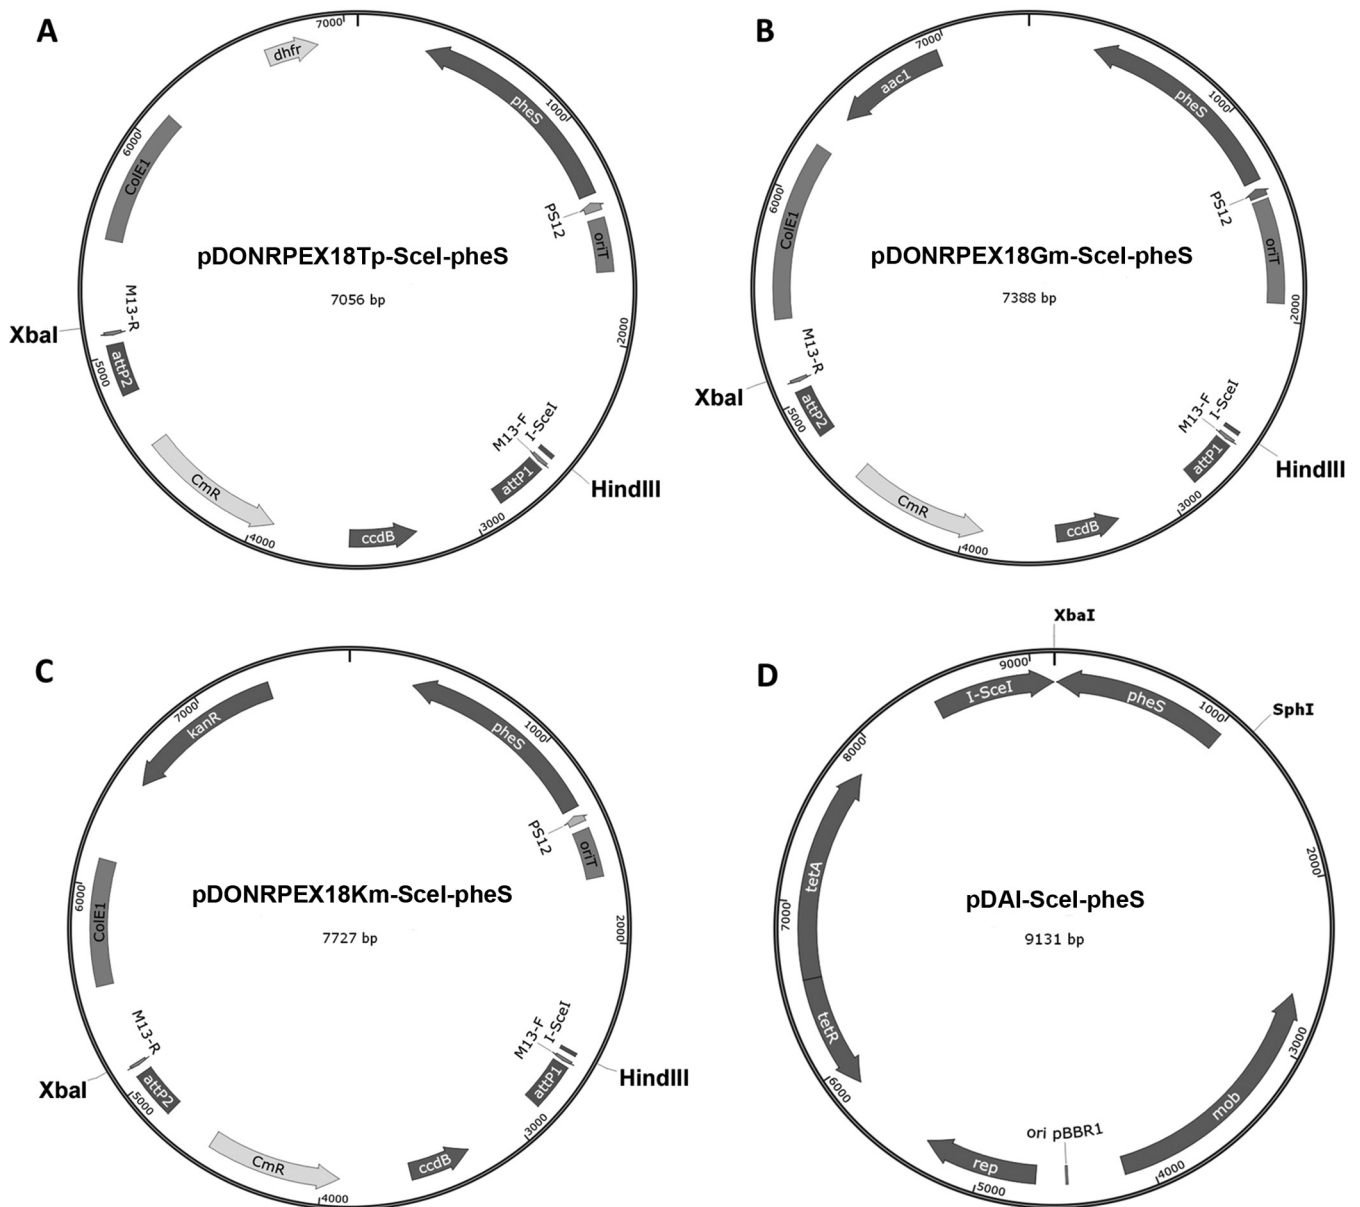 A
7000
dhfr
pheS
1000
6000
ColE1
PS12
oriT
pDONRPEX18Tp-SceI-pheS
7056 bp
M13-R
XbaI
5000
attP2
2000
M13-F
I-SceI
attP1
HindIII
CmR
3000
4000
ccdB
B
7000
aac1
pheS
1000
6000
ColE1
PS12
oriT
pDONRPEX18Gm-SceI-pheS
7388 bp
2000
M13-R
XbaI
5000
attP2
M13-F
I-SceI
attP1
HindIII
CmR
3000
4000
ccdB
C
7000
kanR
pheS
1000
PS12
oriT
6000
ColE1
pDONRPEX18Km-SceI-pheS
7727 bp
2000
M13-R
XbaI
5000
attP2
M13-F
I-SceI
attP1
HindIII
3000
CmR
ccdB
4000
XbaI
D
9000
I-SceI
pheS
1000
SphI
8000
tetA
2000
7000
pDAI-SceI-pheS
9131 bp
tetR
6000
3000
mob
ori pBBR1
rep
5000
4000